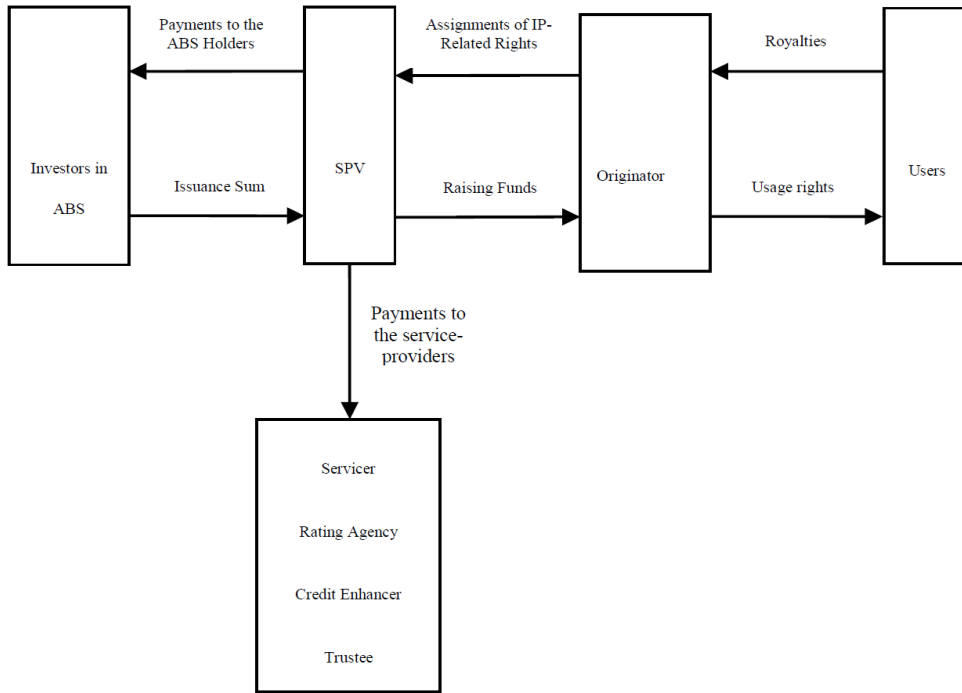 Payments to the
ABS Holders
Assignments of IP-
Related Rights
Royalties
Investors in
ABS
Issuance Sum
SPV
Raising Funds
Originator
Usage rights
Users
Payments to
the service-
providers
Servicer
Rating Agency
Credit Enhancer
Trustee